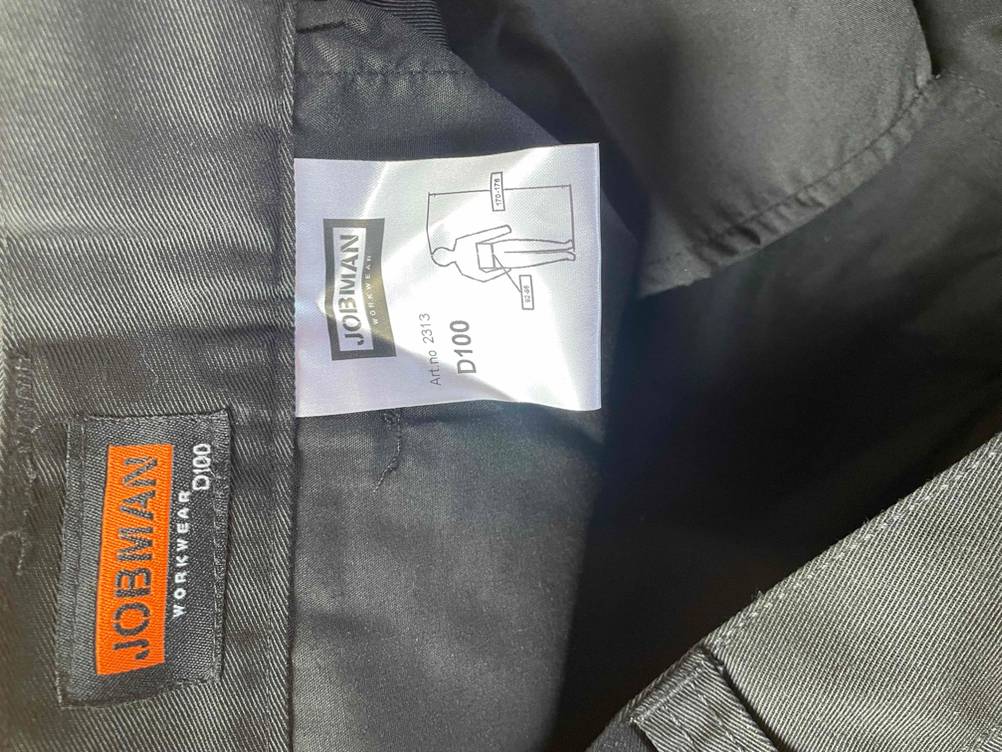 JOBMAN
WORKWEAR
D100
JOBMAN
WORKWEAR
Art.no 2313
D100
170-176
92-96